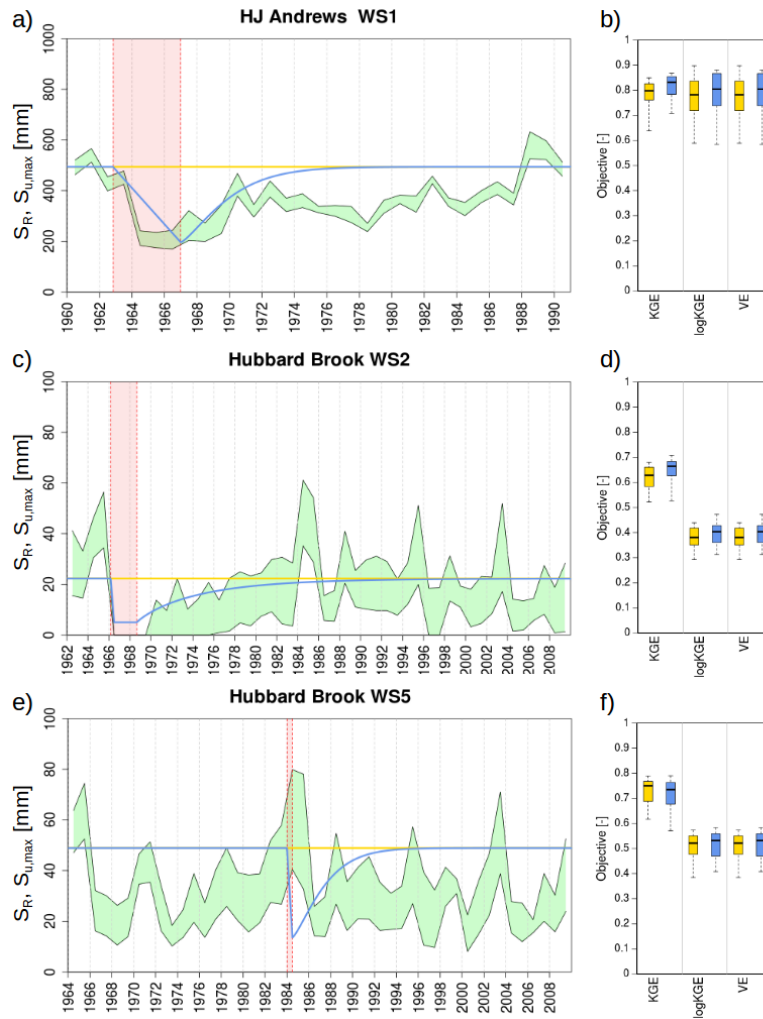 a) HJ Andrews WS1 b)
S_R, S_u,max [mm]
0 200 400 600 800 1000
1960 1962 1964 1966 1968 1970 1972 1974 1976 1978 1980 1982 1984 1986 1988 1990
Objective [-]
0 0.1 0.2 0.3 0.4 0.5 0.6 0.7 0.8 0.9 1
KGE logKGE VE
c) Hubbard Brook WS2 d)
S_R, S_u,max [mm]
0 20 40 60 80 100
1962 1964 1966 1968 1970 1972 1974 1976 1978 1980 1982 1984 1986 1988 1990 1992 1994 1996 1998 2000 2002 2004 2006 2008
Objective [-]
0 0.1 0.2 0.3 0.4 0.5 0.6 0.7 0.8 0.9 1
KGE logKGE VE
e) Hubbard Brook WS5 f)
S_R, S_u,max [mm]
0 20 40 60 80 100
1964 1966 1968 1970 1972 1974 1976 1978 1980 1982 1984 1986 1988 1990 1992 1994 1996 1998 2000 2002 2004 2006 2008
Objective [-]
0 0.1 0.2 0.3 0.4 0.5 0.6 0.7 0.8 0.9 1
KGE logKGE VE